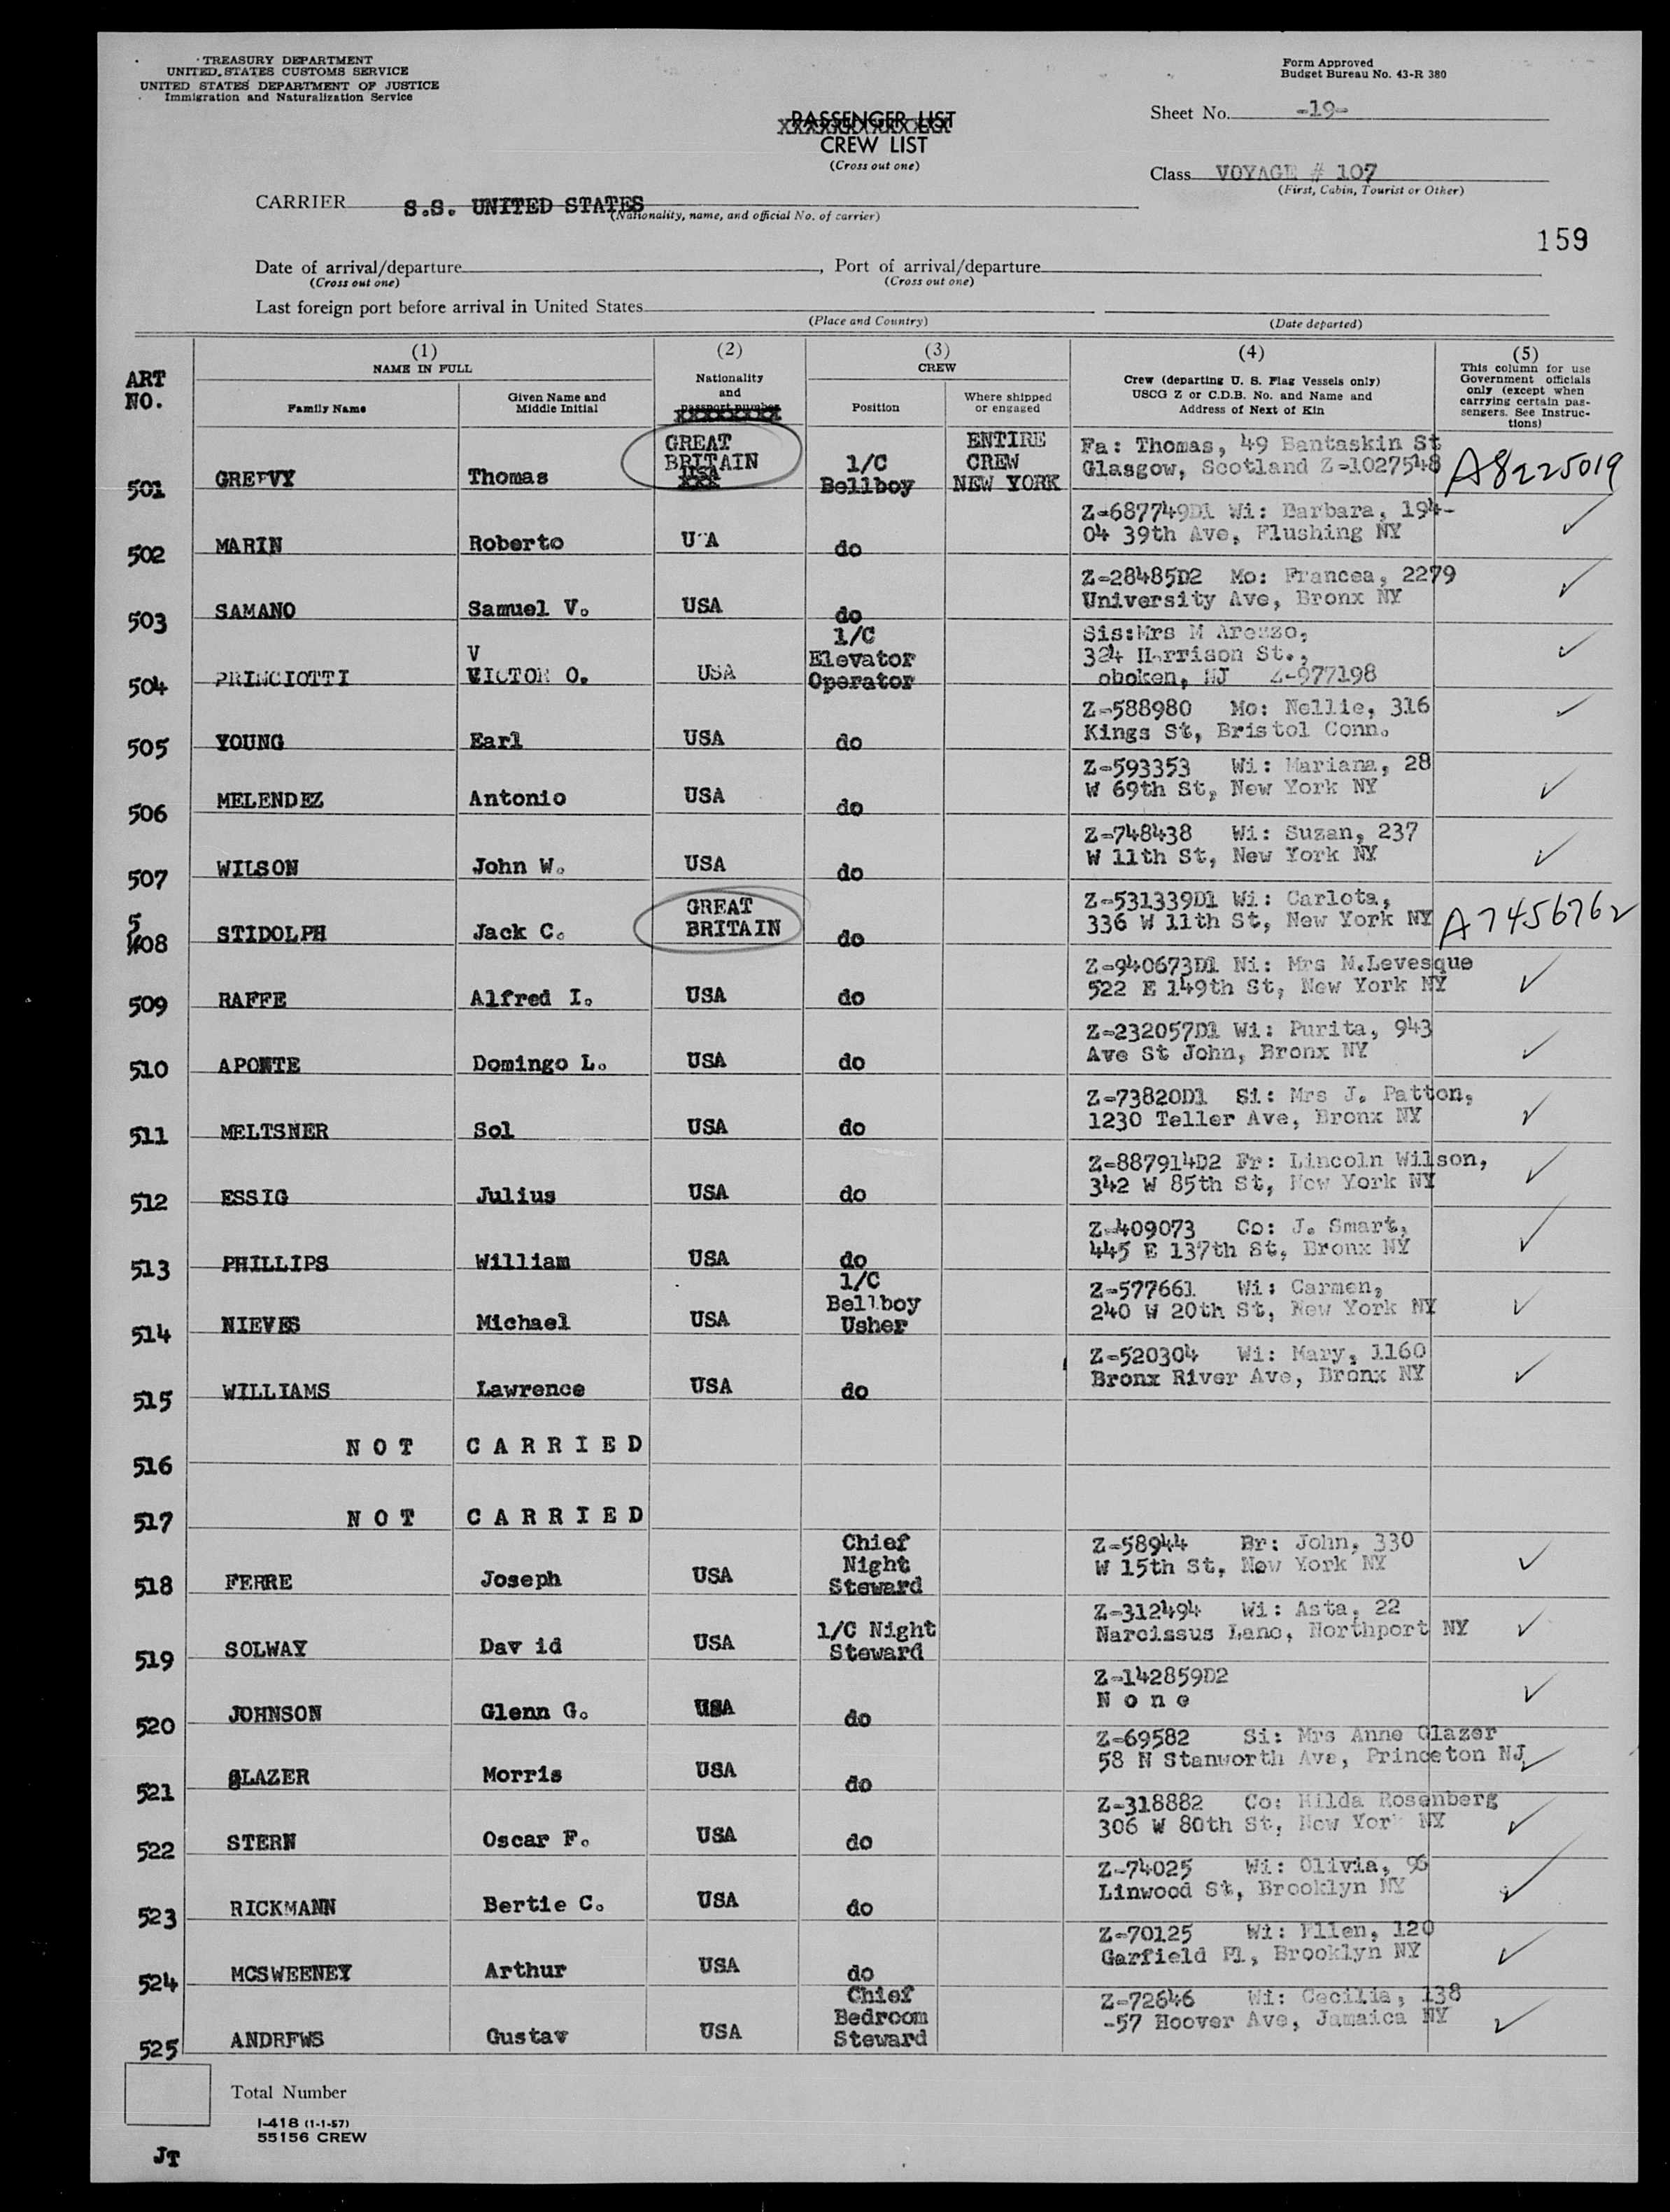 TREASURY DEPARTMENT
UNITED STATES CUSTOMS SERVICE
UNITED STATES DEPARTMENT OF JUSTICE
Immigration and Naturalization Service
Form Approved
Budget Bureau No. 43-R 380
PASSENGER LIST
CREW LIST
(Cross out one)
Sheet No. -19-
Class VOYAGE # 107
(First, Cabin, Tourist or Other)
CARRIER S.S. UNITED STATES
(Nationality, name, and official No. of carrier)
159
Date of arrival/departure , Port of arrival/departure
(Cross out one) (Cross out one)
Last foreign port before arrival in United States
(Place and Country) (Date departed)
ART NO.
(1) NAME IN FULL
Family Name
Given Name and Middle Initial
(2) Nationality and passport number
(3) CREW
Position
Where shipped or engaged
(4) Crew (departing U. S. Flag Vessels only)
USCG Z or C.D.B. No. and Name and
Address of Next of Kin
(5) This column for use
Government officials
only (except when
carrying certain pas-
sengers. See Instruc-
tions)
501 Thomas GREAT BRITAIN USA 1/C Bellboy ENTIRE CREW NEW YORK Fa: Thomas, 49 Bantaskin St Glasgow, Scotland Z-1027548 A8225019
502 MARIN Roberto U A do Z-687749D1 Wi: Barbara, 194-04 39th Ave, Flushing NY
503 SAMANO Samuel V. USA do Z-28485D2 Mo: Francea, 2279 University Ave, Bronx NY
504 PRINCIOTTI V VICTOR O. USA 1/C Elevator Operator Sis:Mrs M Arezzo, 324 H rrison St., oboken, NJ Z-977198
505 YOUNG Earl USA do Z-588980 Mo: Nellie, 316 Kings St, Bristol Conn.
506 MELENDEZ Antonio USA do Z-593353 Wi: Mariana, 28 W 69th St, New York NY
507 WILSON John W. USA do Z-748438 Wi: Suzan, 237 W 11th St, New York NY
508 STIDOLPH Jack C. GREAT BRITAIN do Z-531339D1 Wi: Carlota, 336 W 11th St, New York NY A7456762
509 RAFFE Alfred I. USA do Z-940673D1 Ni: Mrs M.Levesque 522 E 149th St, New York NY
510 APONTE Domingo L. USA do Z-232057D1 Wi: Purita, 943 Ave St John, Bronx NY
511 MELTSNER Sol USA do Z-73820D1 Si: Mrs J. Patton, 1230 Teller Ave, Bronx NY
512 ESSIG Julius USA do Z-887914D2 Fr: Lincoln Wilson, 342 W 85th St, New York NY
513 PHILLIPS William USA do Z-409073 Co: J. Smart, 445 E 137th St, Bronx NY
514 NIEVES Michael USA 1/C Bellboy Usher Z-577661 Wi: Carmen, 240 W 20th St, New York NY
515 WILLIAMS Lawrence USA do Z-520304 Wi: Mary, 1160 Bronx River Ave, Bronx NY
516 NOT CARRIED
517 NOT CARRIED
518 FERRE Joseph USA Chief Night Steward Z-58944 Br: John, 330 W 15th St, New York NY
519 SOLWAY Dav id USA 1/C Night Steward Z-312494 Wi: Asta, 22 Narcissus Lane, Northport NY
520 JOHNSON Glenn G. USA do Z-142859D2 None
521 GLAZER Morris USA do Z-69582 Si: Mrs Anne Glazer 58 N Stanworth Ave, Princeton NJ
522 STERN Oscar F. USA do Z-318882 Co: Hilda Rosenberg 306 W 80th St, New Yor NY
523 RICKMANN Bertie C. USA do Z-74025 Wi: Olivia, 96 Linwood St, Brooklyn NY
524 MCSWEENEY Arthur USA do Z-70125 Wi: Ellen, 120 Garfield Pl, Brooklyn NY
525 ANDREWS Gustav USA Chief Bedroom Steward Z-72646 Wi: Cecilia, 138-57 Hoover Ave, Jamaica NY
Total Number
I-418 (1-1-57)
55156 CREW
JT